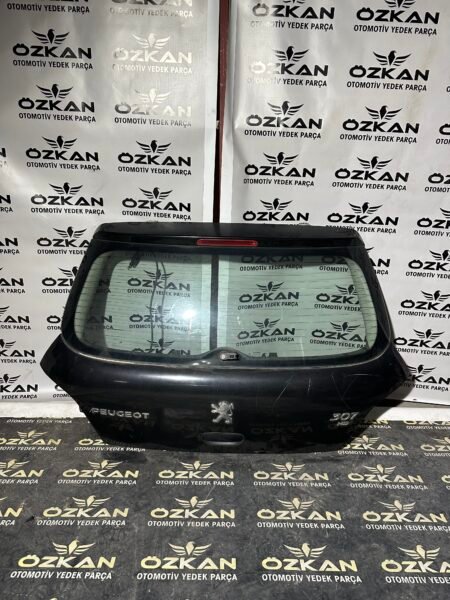 ÖZKAN
OTOMOTİV YEDEK PARÇA
PEUGEOT
307